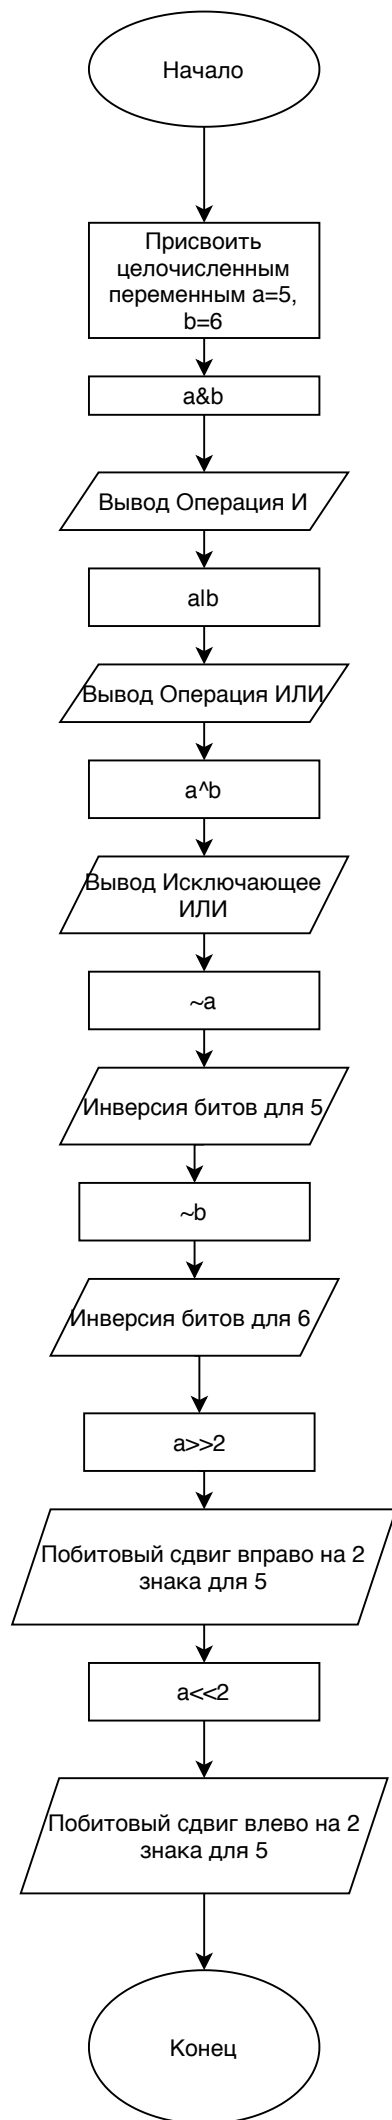 Начало
Присвоить
целочисленным
переменным a=5,
b=6
a&b
Вывод Операция И
a|b
Вывод Операция ИЛИ
a^b
Вывод Исключающее
ИЛИ
~a
Инверсия битов для 5
~b
Инверсия битов для 6
a>>2
Побитовый сдвиг вправо на 2
знака для 5
a<<2
Побитовый сдвиг влево на 2
знака для 5
Конец